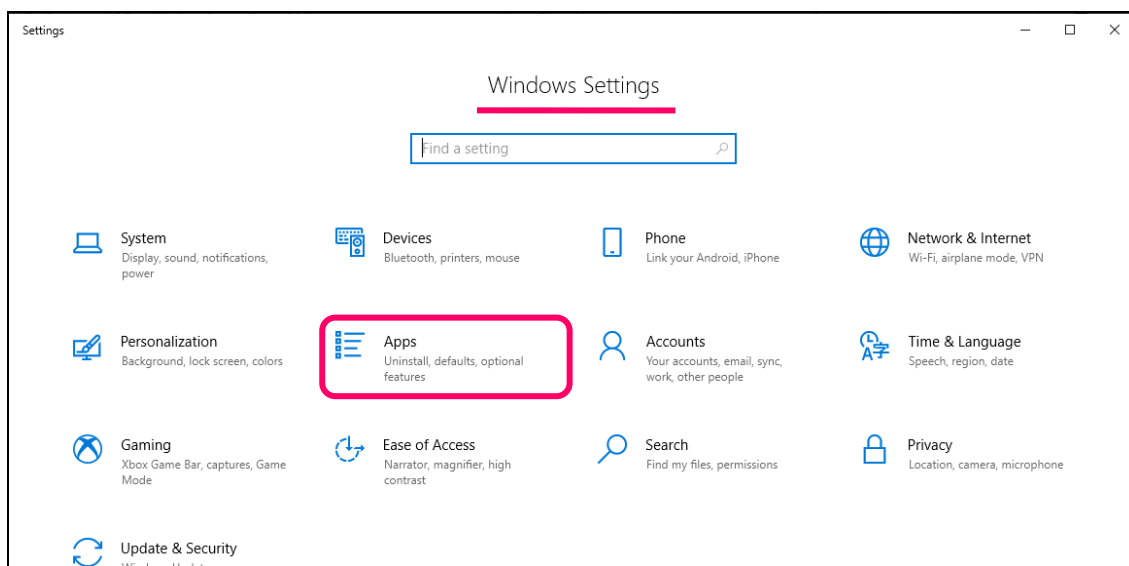 Settings
Windows Settings
Find a setting
System
Display, sound, notifications,
power
Devices
Bluetooth, printers, mouse
Phone
Link your Android, iPhone
Network & Internet
Wi-Fi, airplane mode, VPN
Personalization
Background, lock screen, colors
Apps
Uninstall, defaults, optional
features
Accounts
Your accounts, email, sync,
work, other people
Time & Language
Speech, region, date
Gaming
Xbox Game Bar, captures, Game
Mode
Ease of Access
Narrator, magnifier, high
contrast
Search
Find my files, permissions
Privacy
Location, camera, microphone
Update & Security